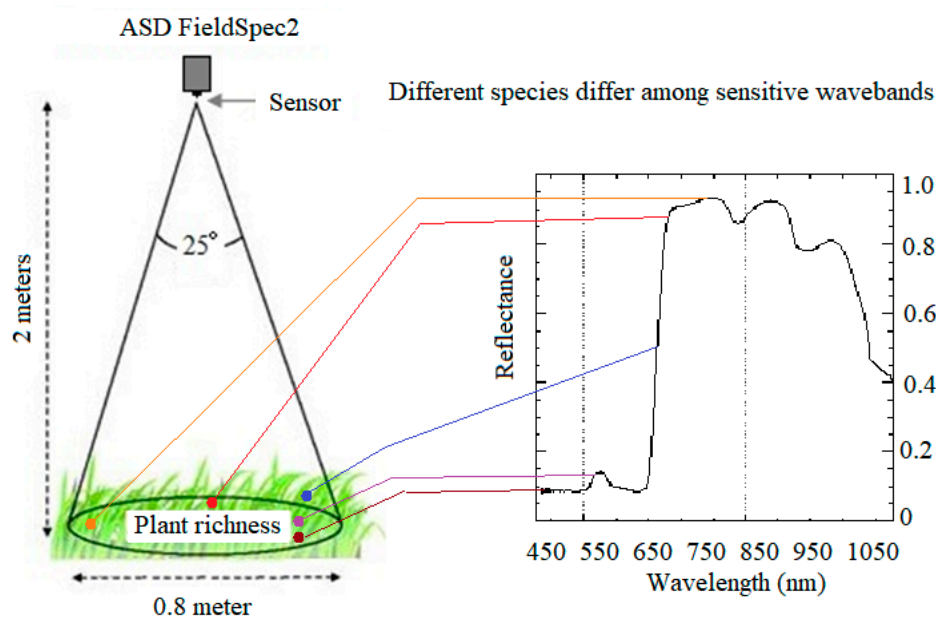 ASD FieldSpec2
Sensor
Different species differ among sensitive wavebands
25°
2 meters
Plant richness
0.8 meter
Reflectance
1.0
0.8
0.6
0.4
0.2
0
450 550 650 750 850 950 1050
Wavelength (nm)